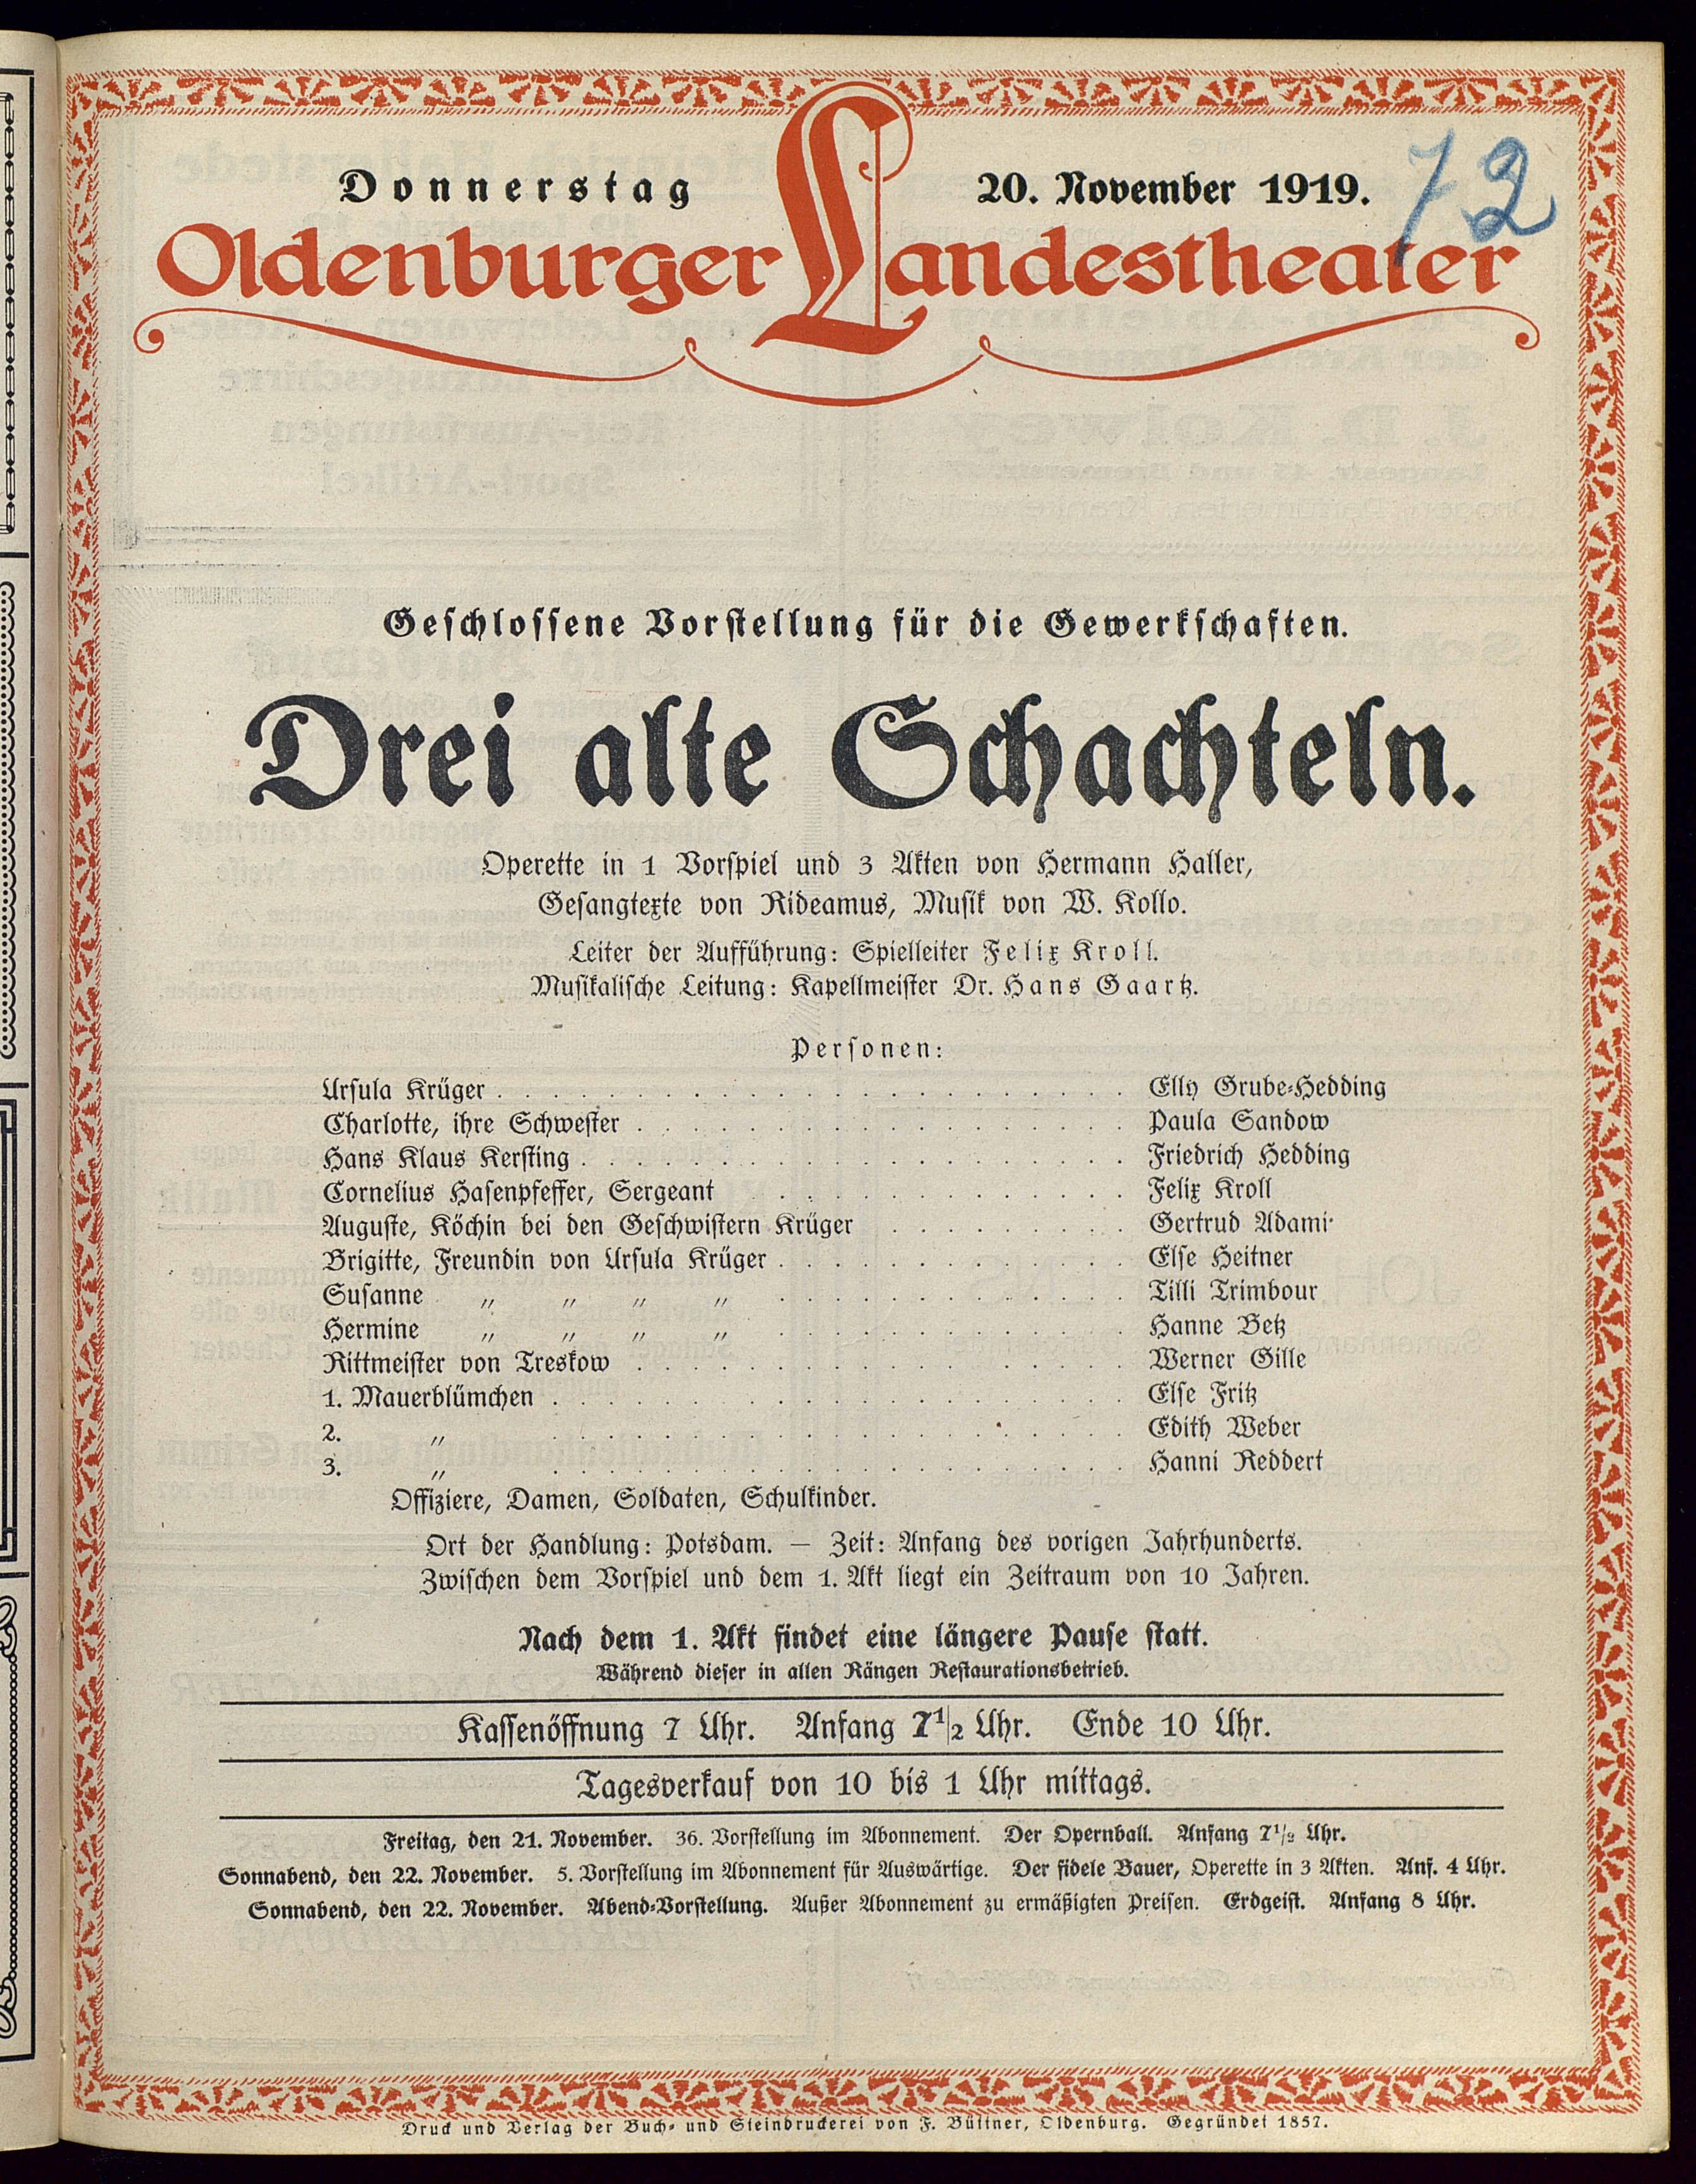 72
Donnerstag 20. November 1919.
Oldenburger Landestheater
Geschlossene Vorstellung für die Gewerkschaften.
Drei alte Schachteln.
Operette in 1 Vorspiel und 3 Akten von Hermann Haller,
Gesangtexte von Rideamus, Musik von W. Kollo.
Leiter der Aufführung: Spielleiter Felix Kroll.
Musikalische Leitung: Kapellmeister Dr. Hans Gaartz.
Personen:
Ursula Krüger . . . . . . . . . . Elly Grube-Hedding
Charlotte, ihre Schwester . . . . . . . . . . Paula Sandow
Hans Klaus Kersting . . . . . . . . . . Friedrich Hedding
Cornelius Hasenpfeffer, Sergeant . . . . . . . . . . Felix Kroll
Auguste, Köchin bei den Geschwistern Krüger . . . . . . . . . . Gertrud Adami
Brigitte, Freundin von Ursula Krüger . . . . . . . . . . Else Heitner
Susanne „ „ „ „ . . . . . . . . . . Tilli Trimbour
Hermine „ „ „ „ . . . . . . . . . . Hanne Betz
Rittmeister von Treskow . . . . . . . . . . Werner Gille
1. Mauerblümchen . . . . . . . . . . Else Fritz
2. „ . . . . . . . . . . Edith Weber
3. „ . . . . . . . . . . Hanni Reddert
Offiziere, Damen, Soldaten, Schulkinder.
Ort der Handlung: Potsdam. — Zeit: Anfang des vorigen Jahrhunderts.
Zwischen dem Vorspiel und dem 1. Akt liegt ein Zeitraum von 10 Jahren.
Nach dem 1. Akt findet eine längere Pause statt.
Während dieser in allen Rängen Restaurationsbetrieb.
Kassenöffnung 7 Uhr. Anfang 7 1/2 Uhr. Ende 10 Uhr.
Tagesverkauf von 10 bis 1 Uhr mittags.
Freitag, den 21. November. 36. Vorstellung im Abonnement. Der Opernball. Anfang 7 1/2 Uhr.
Sonnabend, den 22. November. 5. Vorstellung im Abonnement für Auswärtige. Der fidele Bauer, Operette in 3 Akten. Anf. 4 Uhr.
Sonnabend, den 22. November. Abend-Vorstellung. Außer Abonnement zu ermäßigten Preisen. Erdgeist. Anfang 8 Uhr.
Druck und Verlag der Buch- und Steindruckerei von F. Büttner, Oldenburg. Gegründet 1857.